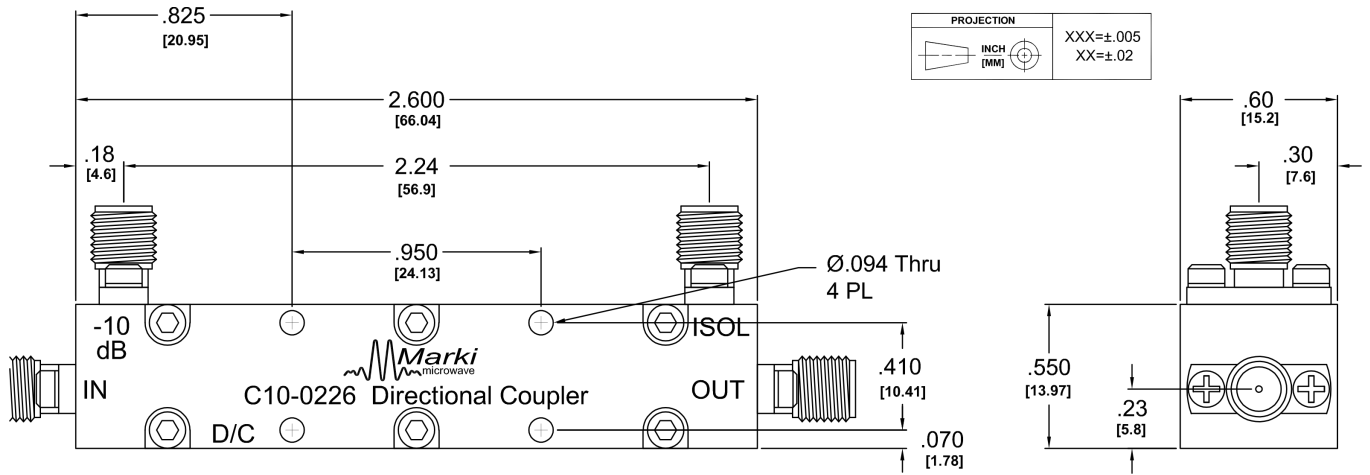 .825
[20.95]
PROJECTION
INCH
[MM]
XXX=±.005
XX=±.02
2.600
[66.04]
.60
[15.2]
.18
[4.6]
2.24
[56.9]
.30
[7.6]
.950
[24.13]
Ø.094 Thru
4 PL
-10
dB
ISOL
Marki
microwave
.410
[10.41]
.550
[13.97]
IN
C10-0226 Directional Coupler
OUT
.23
[5.8]
D/C
.070
[1.78]